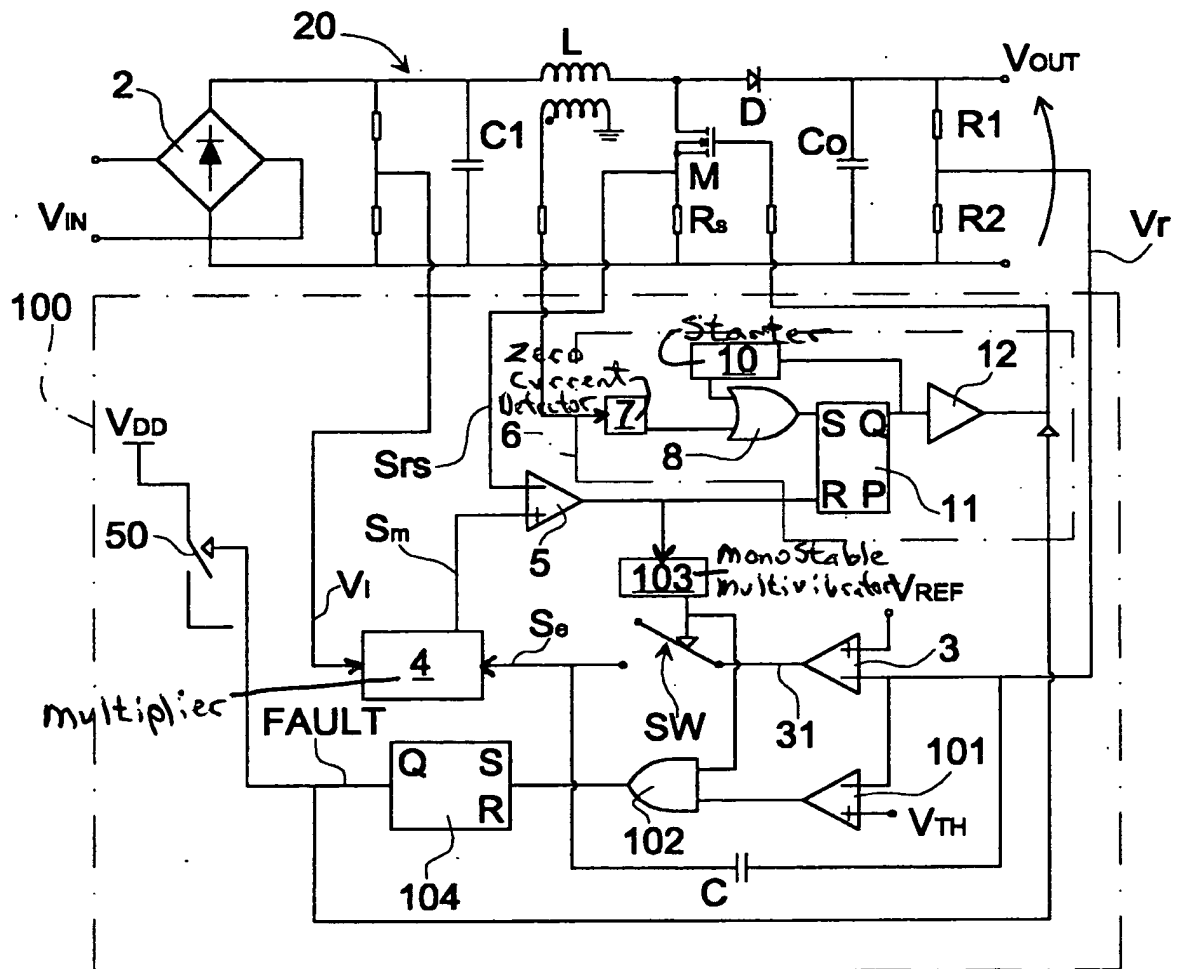 20
L
VOUT
2
C1
D
R1
Co
M
Rs
R2
VIN
Vr
100
Starter
10
Zero
Current
Detector
7
12
VDD
6
8
S Q
R P
11
Srs
50
Sm
5
103
Monostable
Multivibrator
VREF
VI
Se
4
3
multiplier
SW
31
FAULT
Q S
R
101
102
VTH
104
C